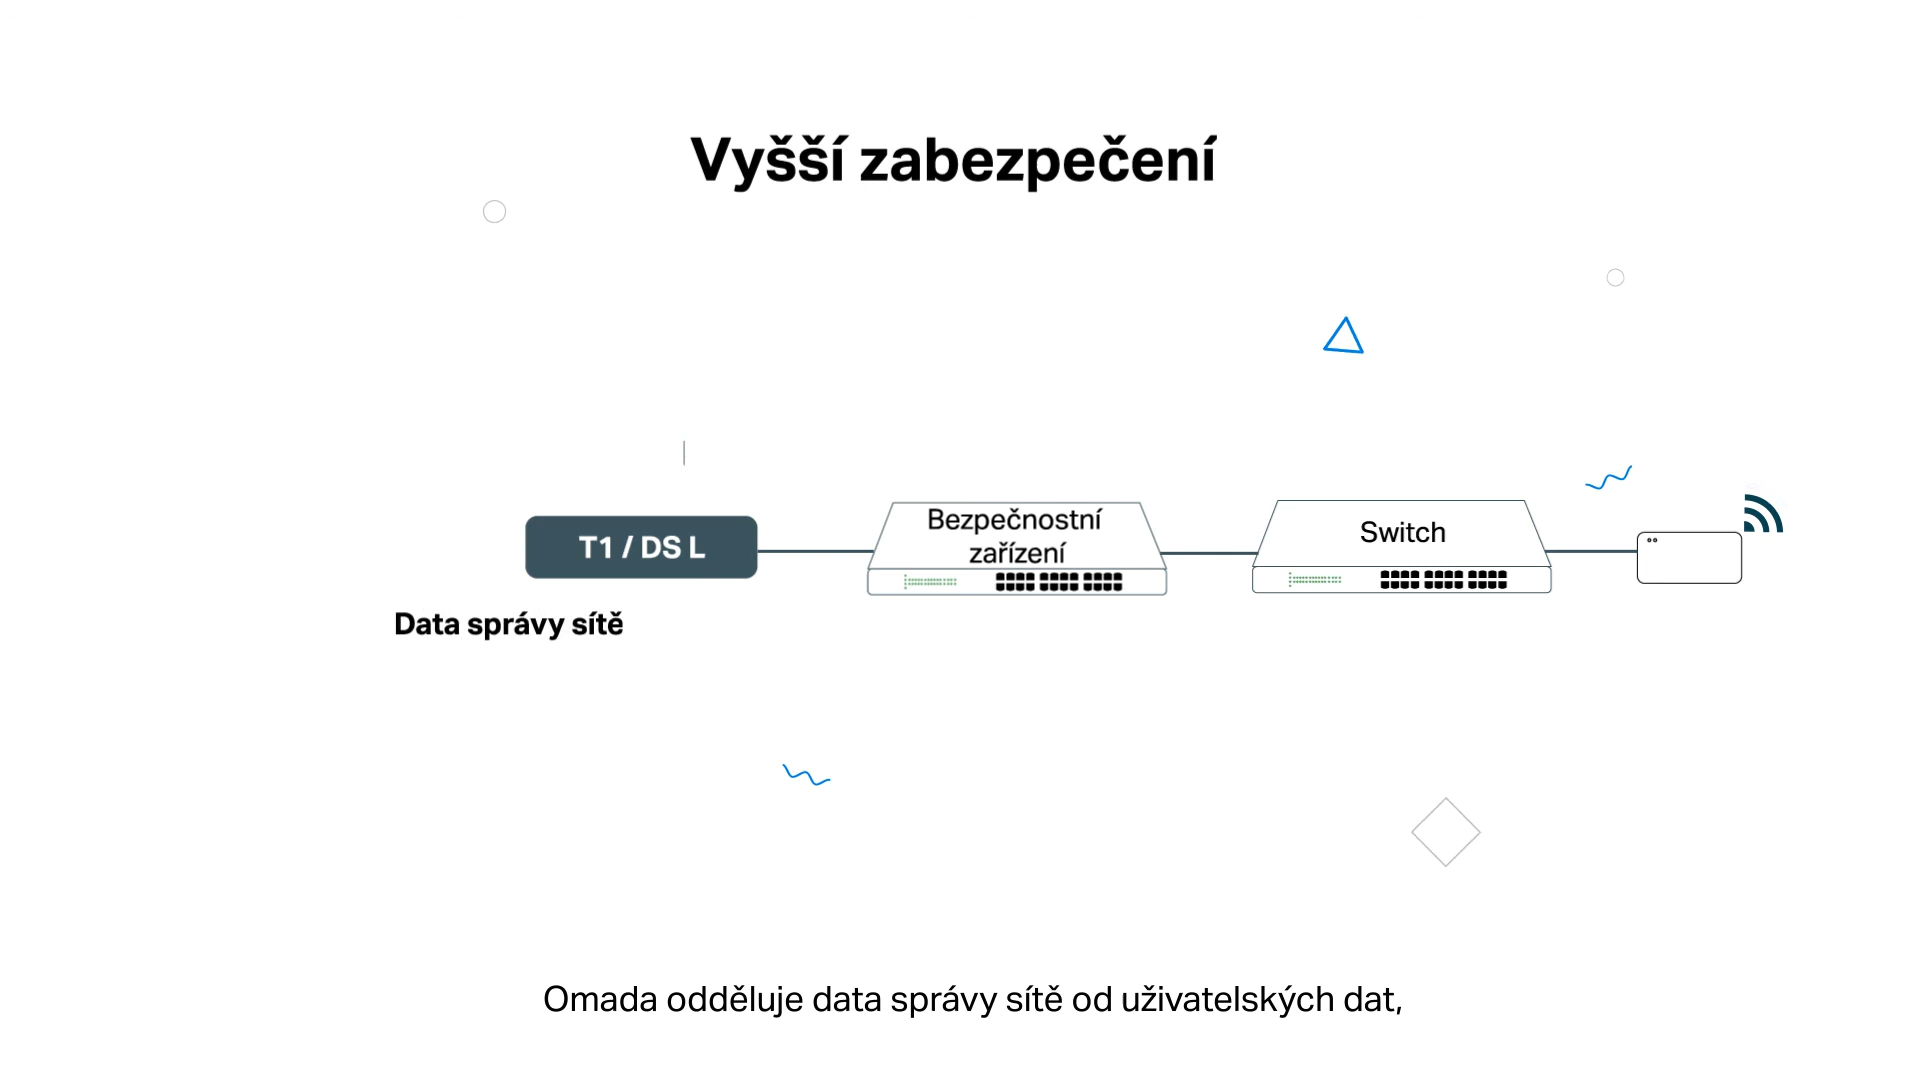 Vyšší zabezpečení
T1 / DS L
Bezpečnostní
zařízení
Switch
Data správy sítě
Omada odděluje data správy sítě od uživatelských dat,